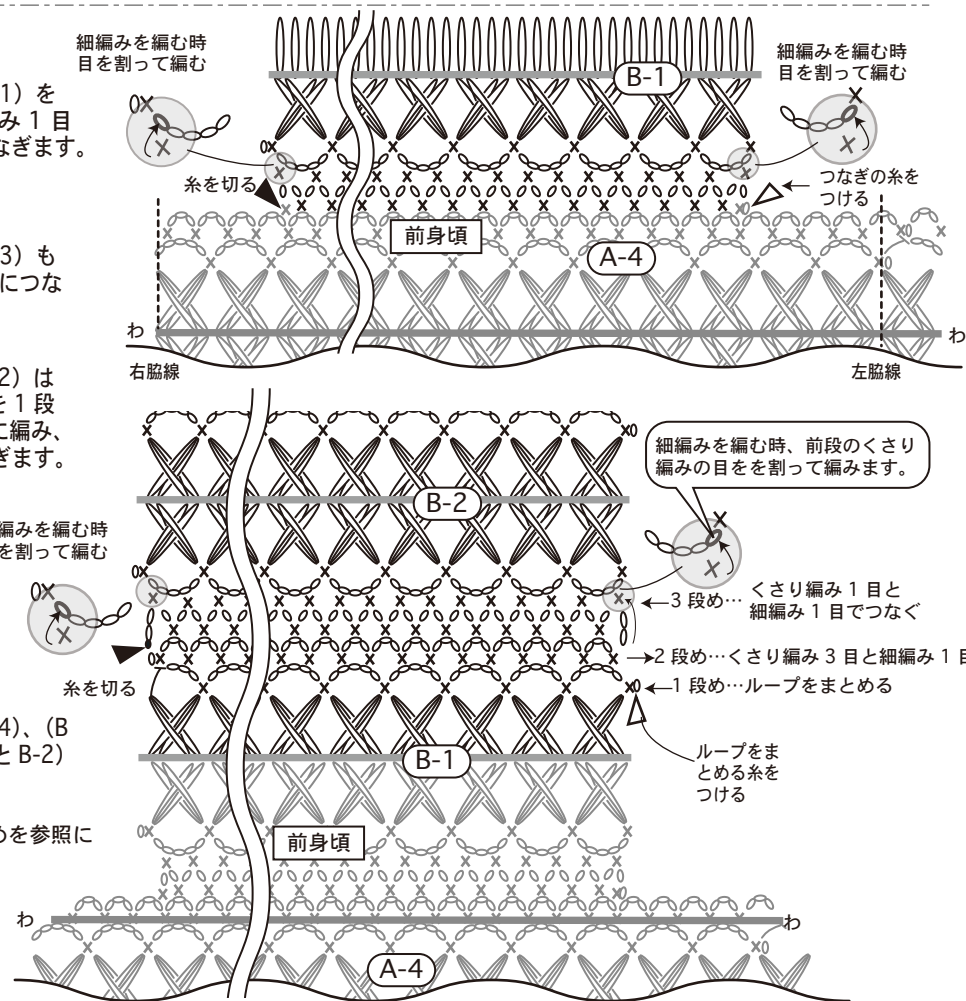 細編みを編む時
目を割って編む
細編みを編む時
目を割って編む
B-1
1）を
み 1 目
なぎます。
糸を切る
つなぎの糸を
つける
前身頃
A-4
3）も
につな
わ
わ
右脇線
左脇線
2）は
を 1 段
に編み、
ぎます。
細編みを編む時、前段のくさり
編みの目をを割って編みます。
B-2
編みを編む時
を割って編む
←3 段め… くさり編み 1 目と
細編み 1 目でつなぐ
→2 段め…くさり編み 3 目と細編み 1 目
←1 段め…ループをまとめる
糸を切る
ループをま
とめる糸を
つける
4）、（B
と B-2）
B-1
めを参照に
前身頃
わ
わ
A-4